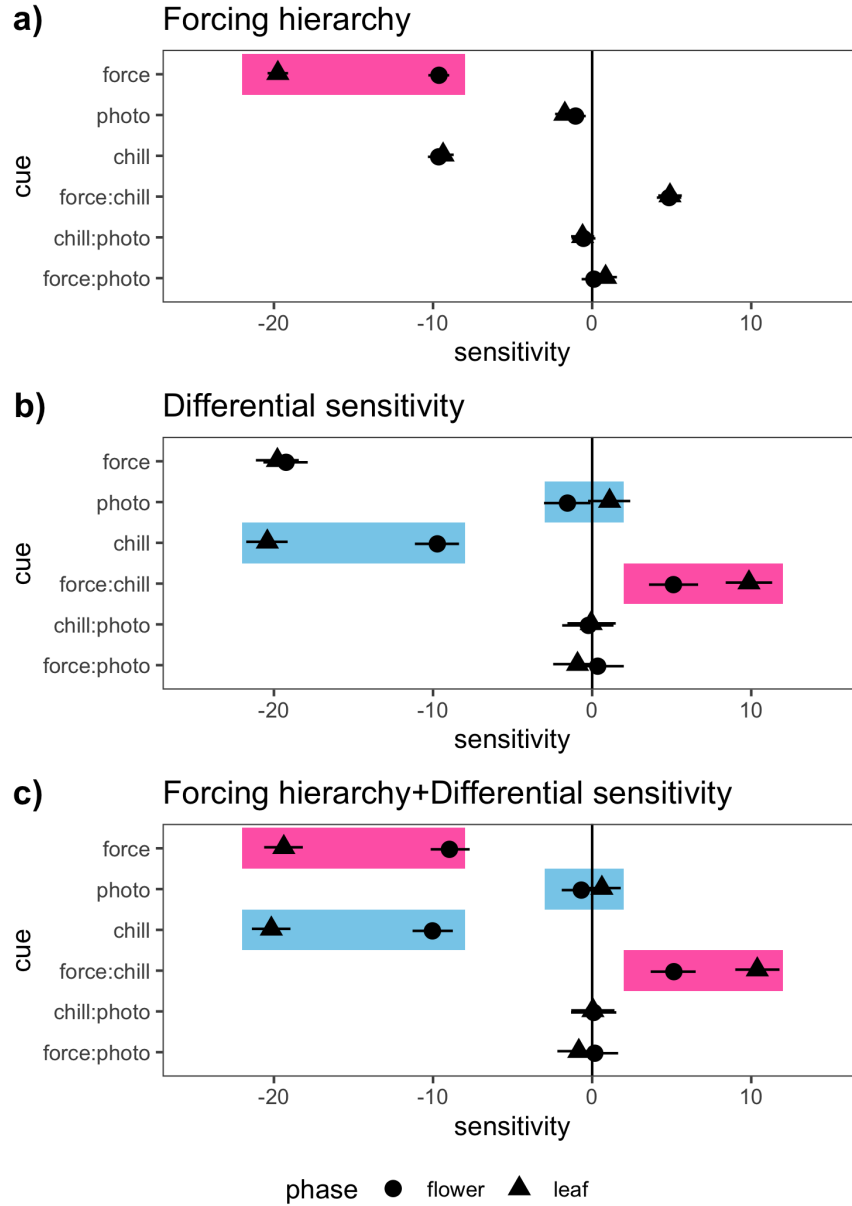 a) Forcing hierarchy
force
photo
chill
force:chill
chill:photo
force:photo
cue
-20 -10 0 10
sensitivity
b) Differential sensitivity
force
photo
chill
force:chill
chill:photo
force:photo
cue
-20 -10 0 10
sensitivity
c) Forcing hierarchy+Differential sensitivity
force
photo
chill
force:chill
chill:photo
force:photo
cue
-20 -10 0 10
sensitivity
phase flower leaf